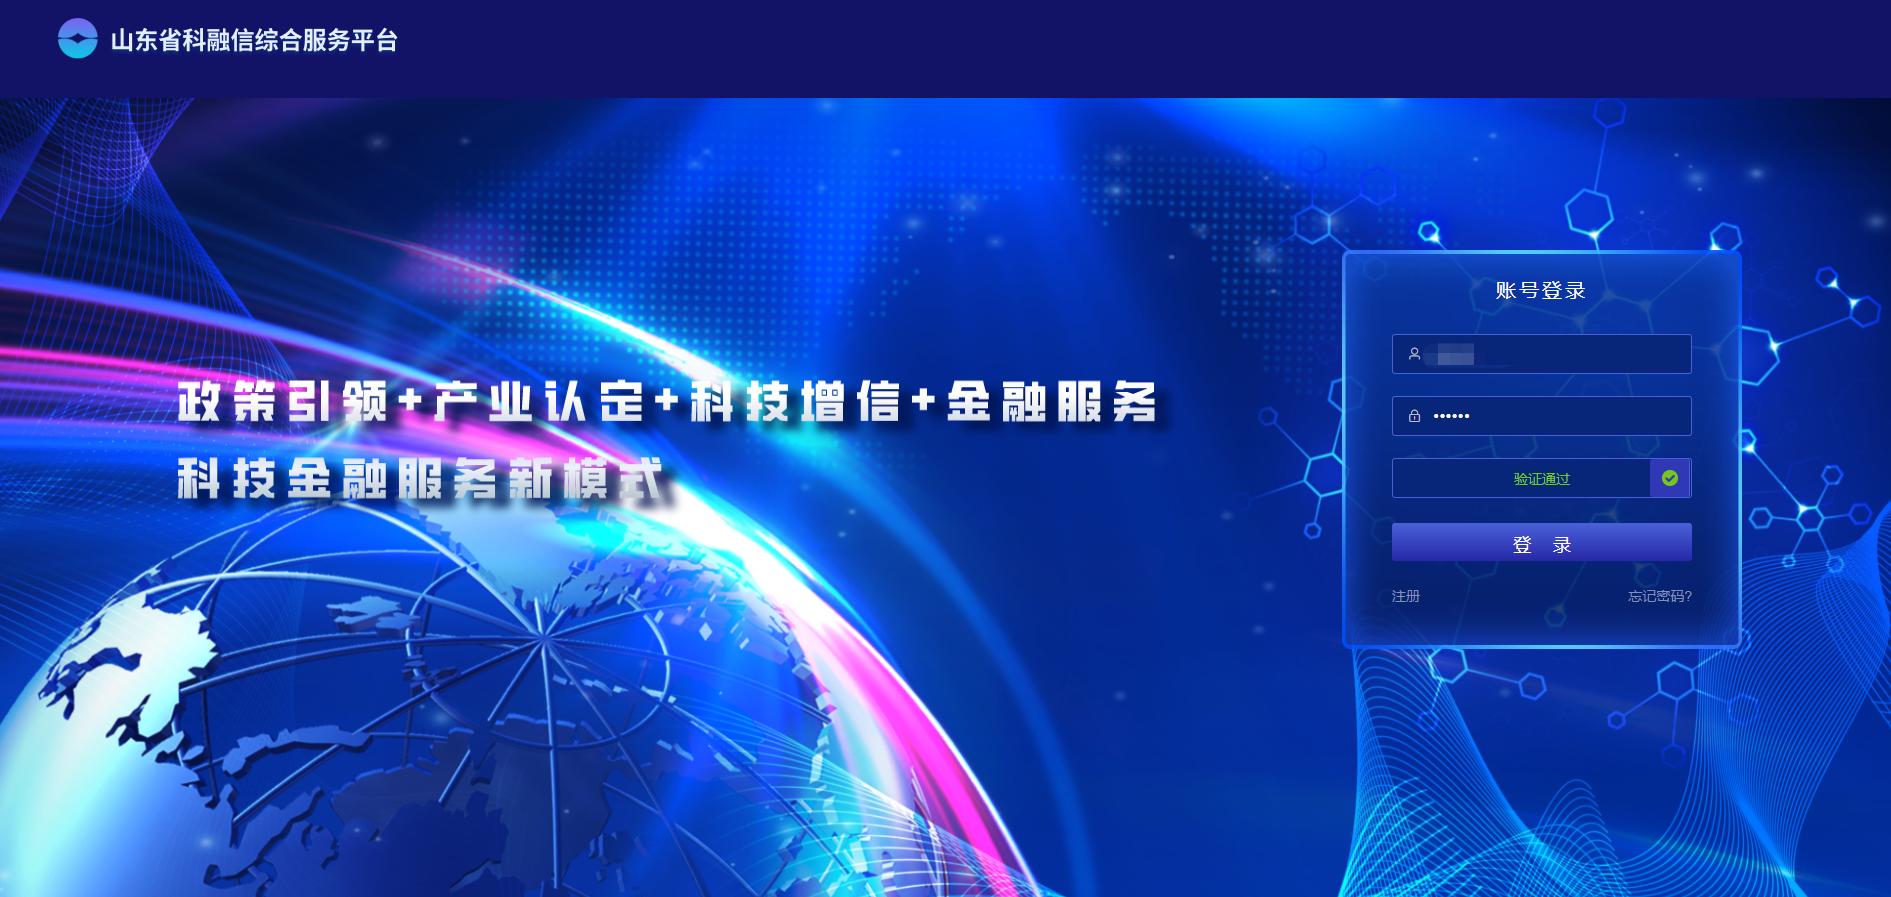 山东省科融信综合服务平台
政策引领+产业认定+科技增信+金融服务
科技金融服务新模式
账号登录
••••••
验证通过
登 录
注册
忘记密码?